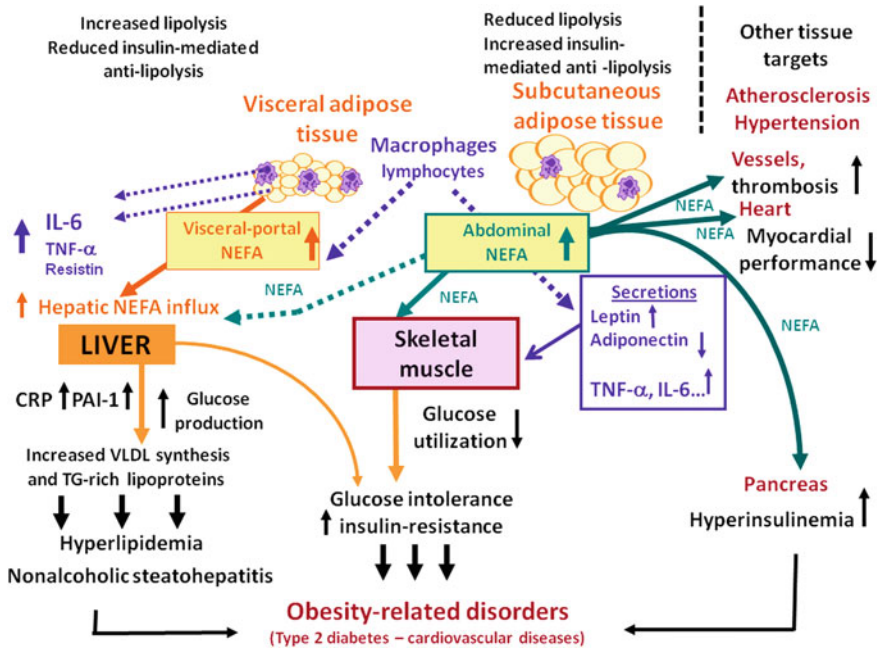 Increased lipolysis
Reduced insulin-mediated
anti-lipolysis
Reduced lipolysis
Increased insulin-
mediated anti -lipolysis
Other tissue
targets
Visceral adipose
tissue
Macrophages
lymphocytes
Subcutaneous
adipose tissue
Atherosclerosis
Hypertension
Vessels,
thrombosis
NEFA
Heart
NEFA
Myocardial
performance
IL-6
TNF-α
Resistin
Visceral-portal
NEFA
Abdominal
NEFA
NEFA
NEFA
NEFA
Hepatic NEFA influx
LIVER
Skeletal
muscle
Secretions
Leptin
Adiponectin
TNF-α, IL-6...
CRP PAI-1
Glucose
production
Glucose
utilization
Increased VLDL synthesis
and TG-rich lipoproteins
Glucose intolerance
insulin-resistance
Pancreas
Hyperinsulinemia
Hyperlipidemia
Nonalcoholic steatohepatitis
Obesity-related disorders
(Type 2 diabetes – cardiovascular diseases)